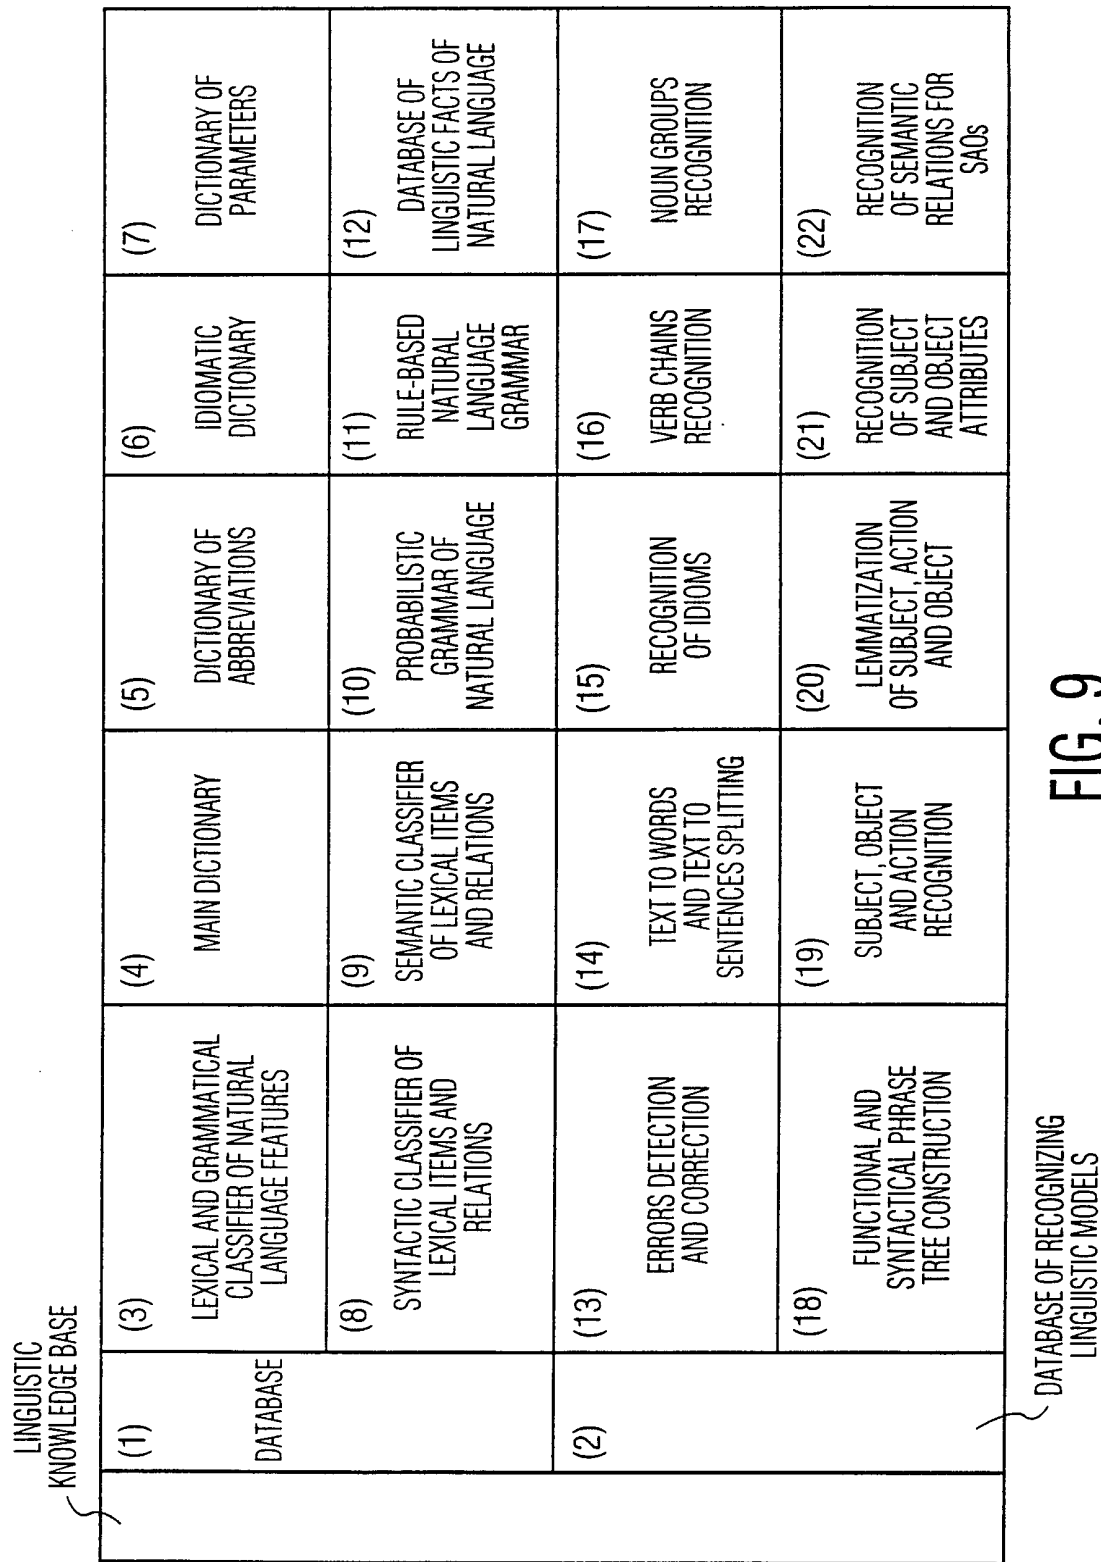 LINGUISTIC
KNOWLEDGE BASE
(1)
DATABASE
(3)
LEXICAL AND GRAMMATICAL
CLASSIFIER OF NATURAL
LANGUAGE FEATURES
(4)
MAIN DICTIONARY
(5)
DICTIONARY OF
ABBREVIATIONS
(6)
IDIOMATIC
DICTIONARY
(7)
DICTIONARY OF
PARAMETERS
(8)
SYNTACTIC CLASSIFIER OF
LEXICAL ITEMS AND
RELATIONS
(9)
SEMANTIC CLASSIFIER
OF LEXICAL ITEMS
AND RELATIONS
(10)
PROBABILISTIC
GRAMMAR OF
NATURAL LANGUAGE
(11)
RULE-BASED
NATURAL
LANGUAGE
GRAMMAR
(12)
DATABASE OF
LINGUISTIC FACTS OF
NATURAL LANGUAGE
(2)
(13)
ERRORS DETECTION
AND CORRECTION
(14)
TEXT TO WORDS
AND TEXT TO
SENTENCES SPLITTING
(15)
RECOGNITION
OF IDIOMS
(16)
VERB CHAINS
RECOGNITION
(17)
NOUN GROUPS
RECOGNITION
(18)
FUNCTIONAL AND
SYNTACTICAL PHRASE
TREE CONSTRUCTION
(19)
SUBJECT, OBJECT
AND ACTION
RECOGNITION
(20)
LEMMATIZATION
OF SUBJECT, ACTION
AND OBJECT
(21)
RECOGNITION
OF SUBJECT
AND OBJECT
ATTRIBUTES
(22)
RECOGNITION
OF SEMANTIC
RELATIONS FOR
SAOs
DATABASE OF RECOGNIZING
LINGUISTIC MODELS
FIG. 9